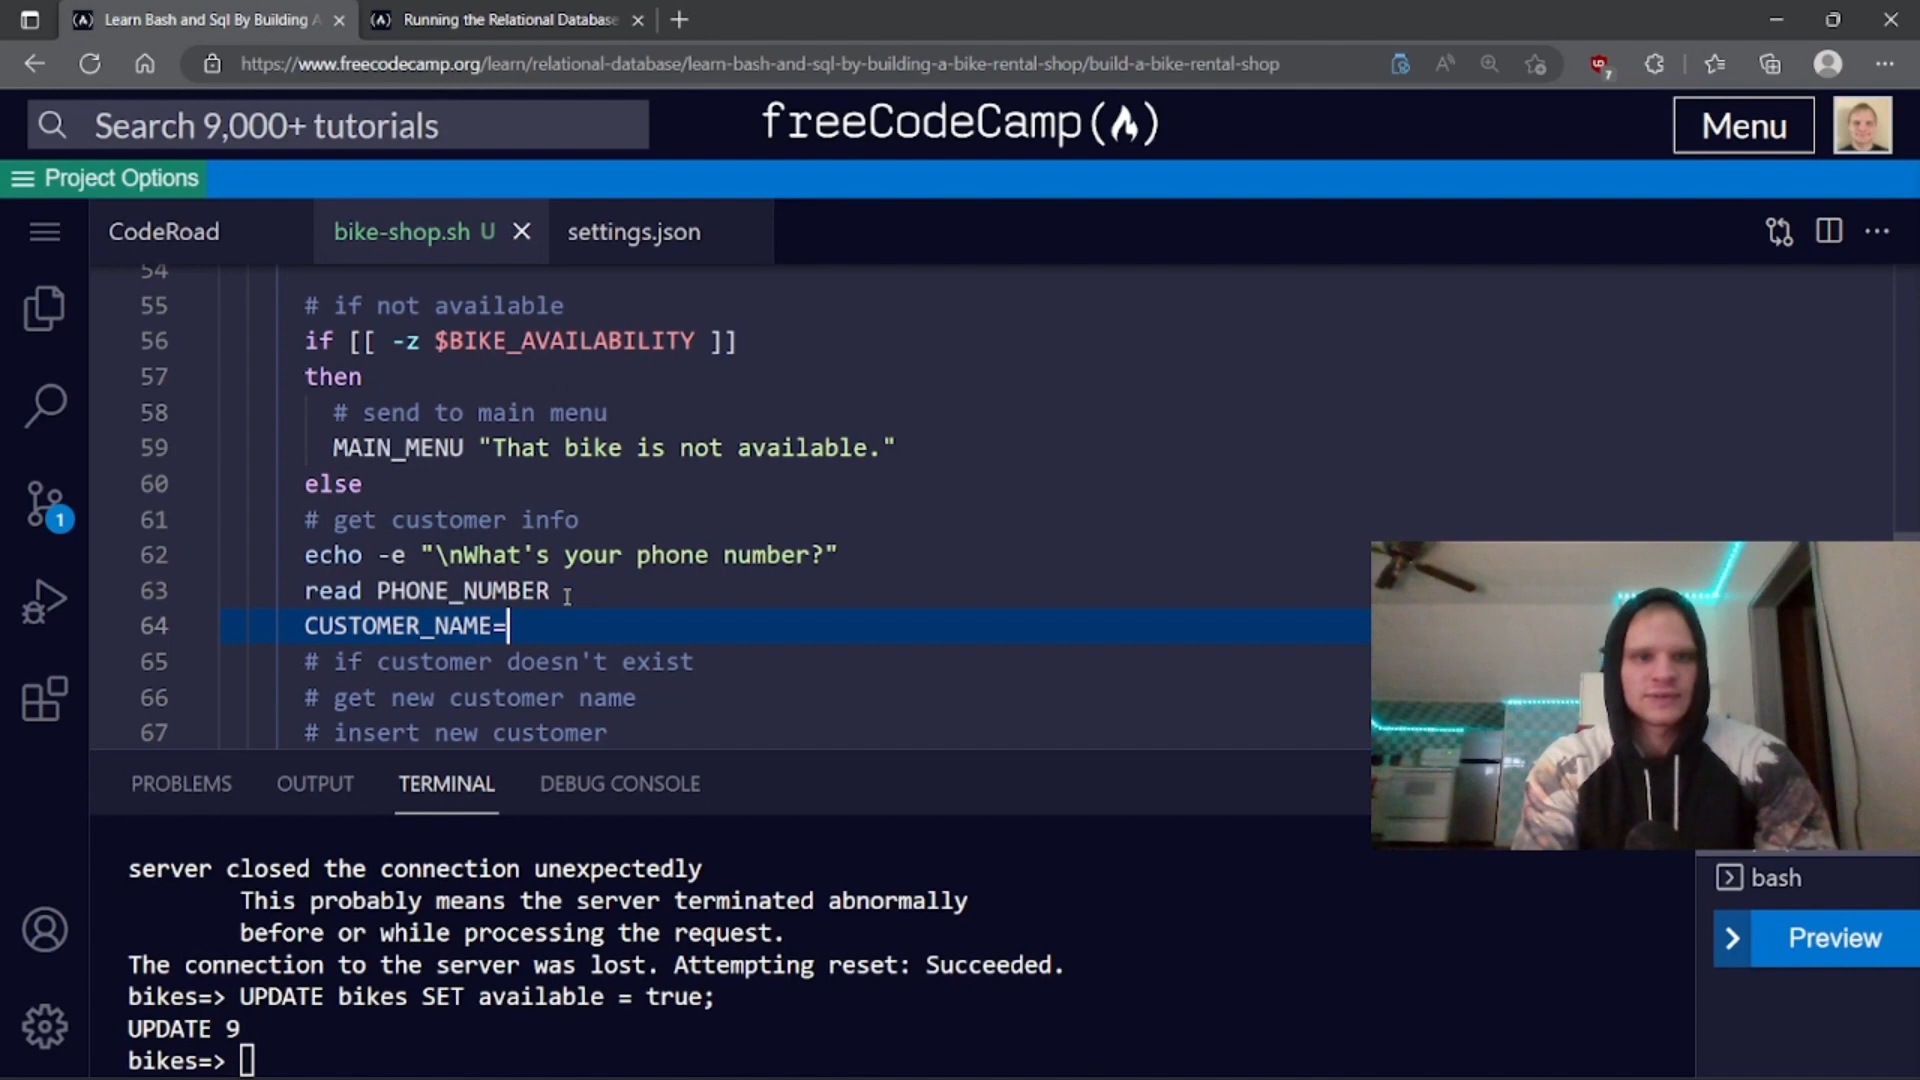 Learn Bash and Sql By Building A
Running the Relational Database
https://www.freecodecamp.org/learn/relational-database/learn-bash-and-sql-by-building-a-bike-rental-shop/build-a-bike-rental-shop
7
Search 9,000+ tutorials
freeCodeCamp
Menu
Project Options
CodeRoad
bike-shop.sh U
settings.json
54
55 # if not available
56 if [[ -z $BIKE_AVAILABILITY ]]
57 then
58 # send to main menu
59 MAIN_MENU "That bike is not available."
60 else
61 # get customer info
62 echo -e "\nWhat's your phone number?"
63 read PHONE_NUMBER
64 CUSTOMER_NAME=
65 # if customer doesn't exist
66 # get new customer name
67 # insert new customer
1
PROBLEMS OUTPUT TERMINAL DEBUG CONSOLE
server closed the connection unexpectedly
This probably means the server terminated abnormally
before or while processing the request.
The connection to the server was lost. Attempting reset: Succeeded.
bikes=> UPDATE bikes SET available = true;
UPDATE 9
bikes=>
bash
Preview